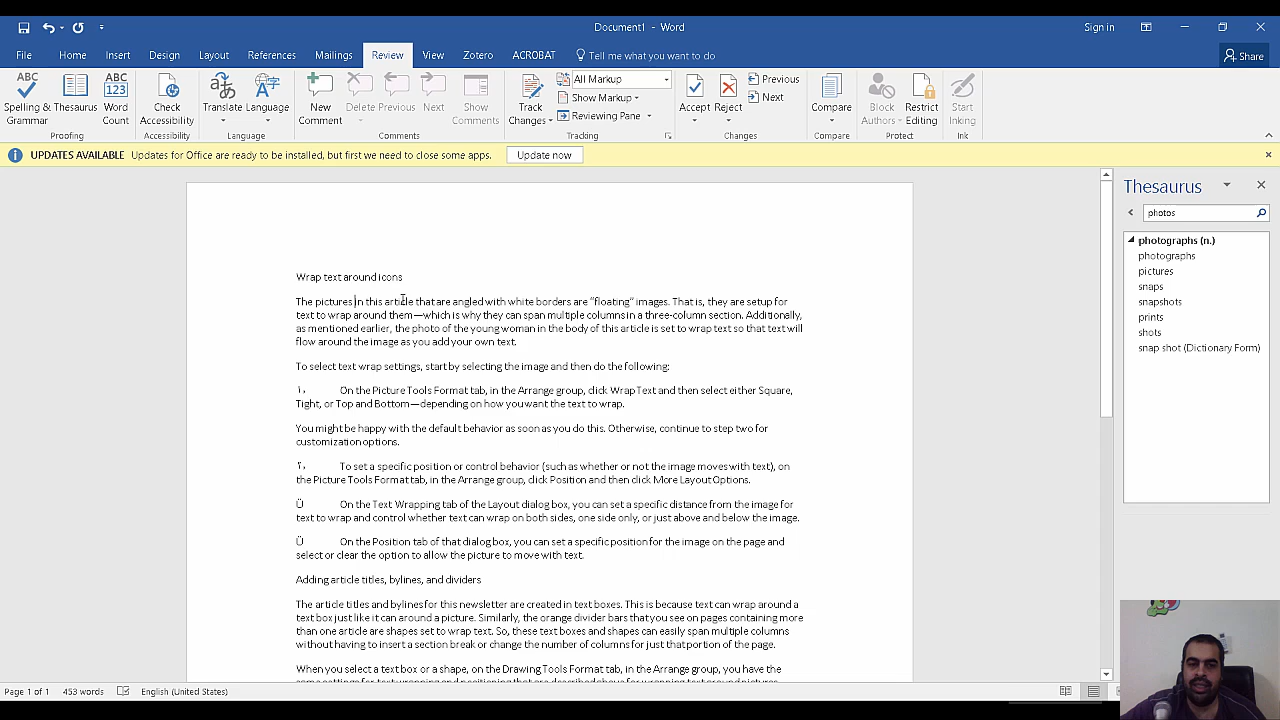 Document1 - Word
Sign in
File Home Insert Design Layout References Mailings Review View Zotero ACROBAT Tell me what you want to do Share
ABC ABC 123
Spelling & Grammar Thesaurus Word Count Check Accessibility Translate Language New Comment Delete Previous Next Show Comments Track Changes All Markup Show Markup Reviewing Pane Accept Reject Previous Next Compare Block Authors Restrict Editing Start Inking
Proofing Accessibility Language Comments Tracking Changes Compare Protect Ink
UPDATES AVAILABLE Updates for Office are ready to be installed, but first we need to close some apps. Update now
Wrap text around icons
The pictures in this article that are angled with white borders are “floating” images. That is, they are setup for
text to wrap around them—which is why they can span multiple columns in a three-column section. Additionally,
as mentioned earlier, the photo of the young woman in the body of this article is set to wrap text so that text will
flow around the image as you add your own text.
To select text wrap settings, start by selecting the image and then do the following:
١. On the Picture Tools Format tab, in the Arrange group, click Wrap Text and then select either Square,
Tight, or Top and Bottom—depending on how you want the text to wrap.
You might be happy with the default behavior as soon as you do this. Otherwise, continue to step two for
customization options.
٢. To set a specific position or control behavior (such as whether or not the image moves with text), on
the Picture Tools Format tab, in the Arrange group, click Position and then click More Layout Options.
Ü On the Text Wrapping tab of the Layout dialog box, you can set a specific distance from the image for
text to wrap and control whether text can wrap on both sides, one side only, or just above and below the image.
Ü On the Position tab of that dialog box, you can set a specific position for the image on the page and
select or clear the option to allow the picture to move with text.
Adding article titles, bylines, and dividers
The article titles and bylines for this newsletter are created in text boxes. This is because text can wrap around a
text box just like it can around a picture. Similarly, the orange divider bars that you see on pages containing more
than one article are shapes set to wrap text. So, these text boxes and shapes can easily span multiple columns
without having to insert a section break or change the number of columns for just that portion of the page.
When you select a text box or a shape, on the Drawing Tools Format tab, in the Arrange group, you have the
same settings for text wrapping and positioning that are described above for wrapping text around pictures.
Thesaurus
photos
photographs (n.)
photographs
pictures
snaps
snapshots
prints
shots
snap shot (Dictionary Form)
Page 1 of 1 453 words English (United States)